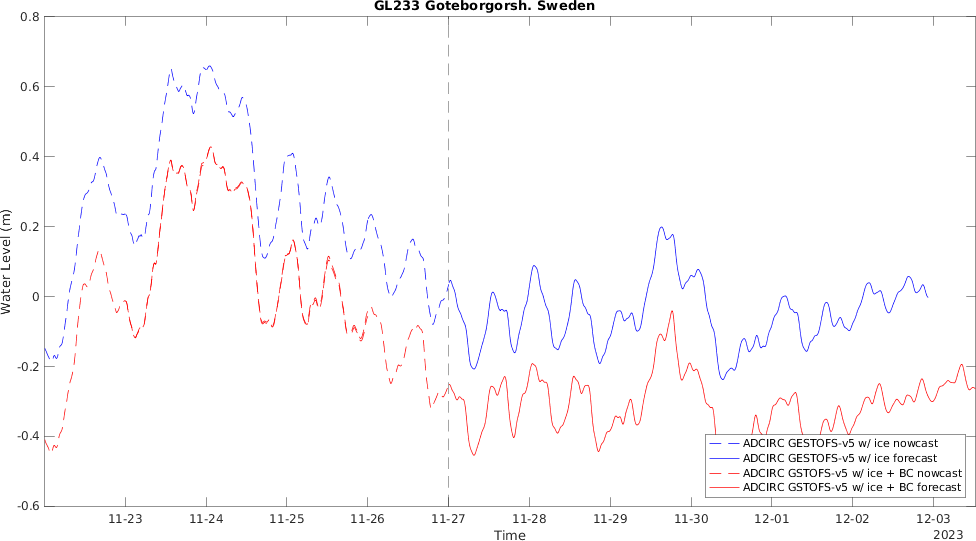 GL233 Goteborgorsh. Sweden
0.8
0.6
0.4
0.2
0
-0.2
-0.4
-0.6
Water Level (m)
ADCIRC GESTOFS-v5 w/ ice nowcast
ADCIRC GESTOFS-v5 w/ ice forecast
ADCIRC GSTOFS-v5 w/ ice + BC nowcast
ADCIRC GSTOFS-v5 w/ ice + BC forecast
11-23 11-24 11-25 11-26 11-27 11-28 11-29 11-30 12-01 12-02 12-03
Time
2023